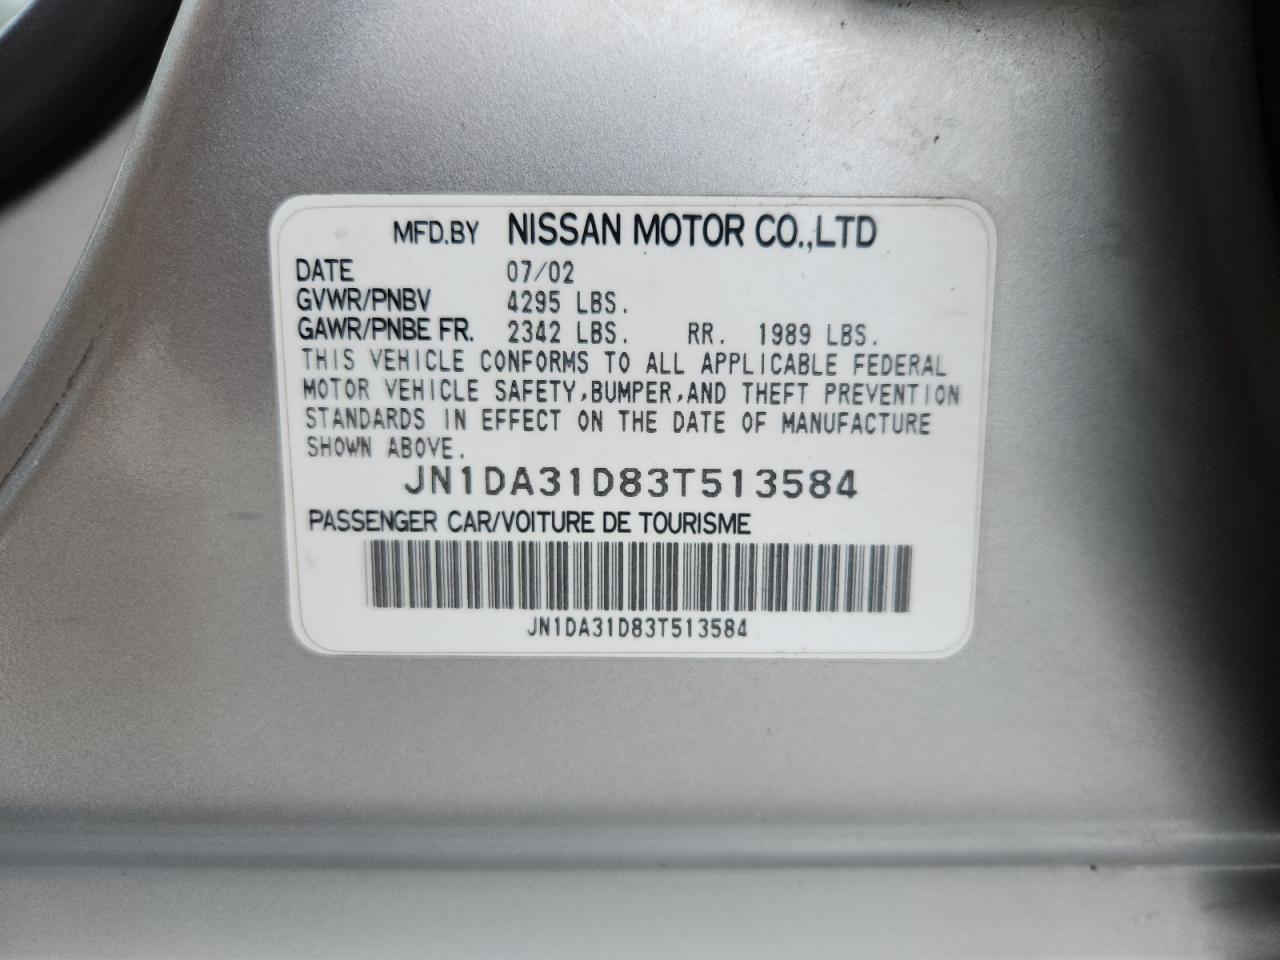 MFD.BY NISSAN MOTOR CO.,LTD
DATE 07/02
GVWR/PNBV 4295 LBS.
GAWR/PNBE FR. 2342 LBS. RR. 1989 LBS.
THIS VEHICLE CONFORMS TO ALL APPLICABLE FEDERAL
MOTOR VEHICLE SAFETY,BUMPER,AND THEFT PREVENTION
STANDARDS IN EFFECT ON THE DATE OF MANUFACTURE
SHOWN ABOVE.
JN1DA31D83T513584
PASSENGER CAR/VOITURE DE TOURISME
JN1DA31D83T513584